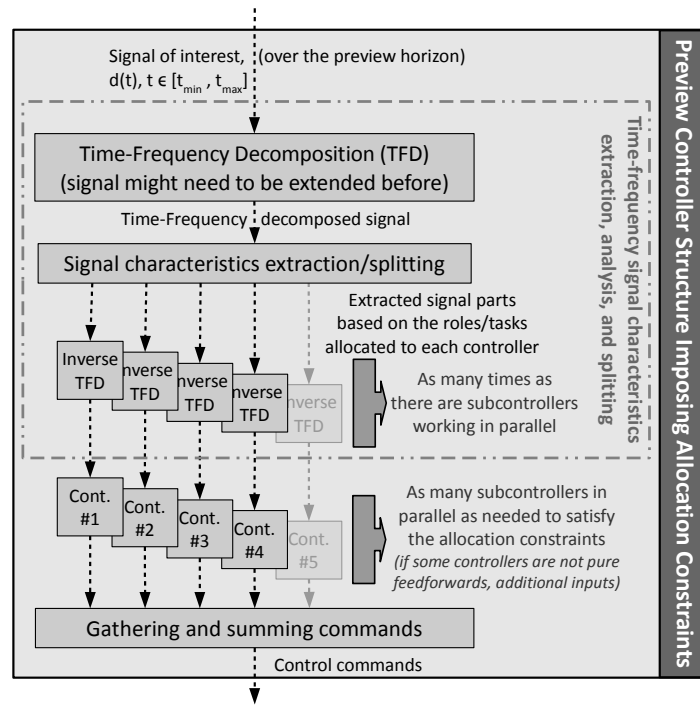 Signal of interest, (over the preview horizon)
d(t), t ϵ [t_min , t_max]
Time-Frequency Decomposition (TFD)
(signal might need to be extended before)
Time-Frequency decomposed signal
Signal characteristics extraction/splitting
Extracted signal parts
based on the roles/tasks
allocated to each controller
Inverse
TFD
nverse
TFD
nverse
TFD
nverse
TFD
nverse
TFD
As many times as
there are subcontrollers
working in parallel
Cont.
#1
Cont.
#2
Cont.
#3
Cont.
#4
Cont.
#5
As many subcontrollers in
parallel as needed to satisfy
the allocation constraints
(if some controllers are not pure
feedforwards, additional inputs)
Gathering and summing commands
Control commands
Time-frequency signal characteristics
extraction, analysis, and splitting
Preview Controller Structure Imposing Allocation Constraints